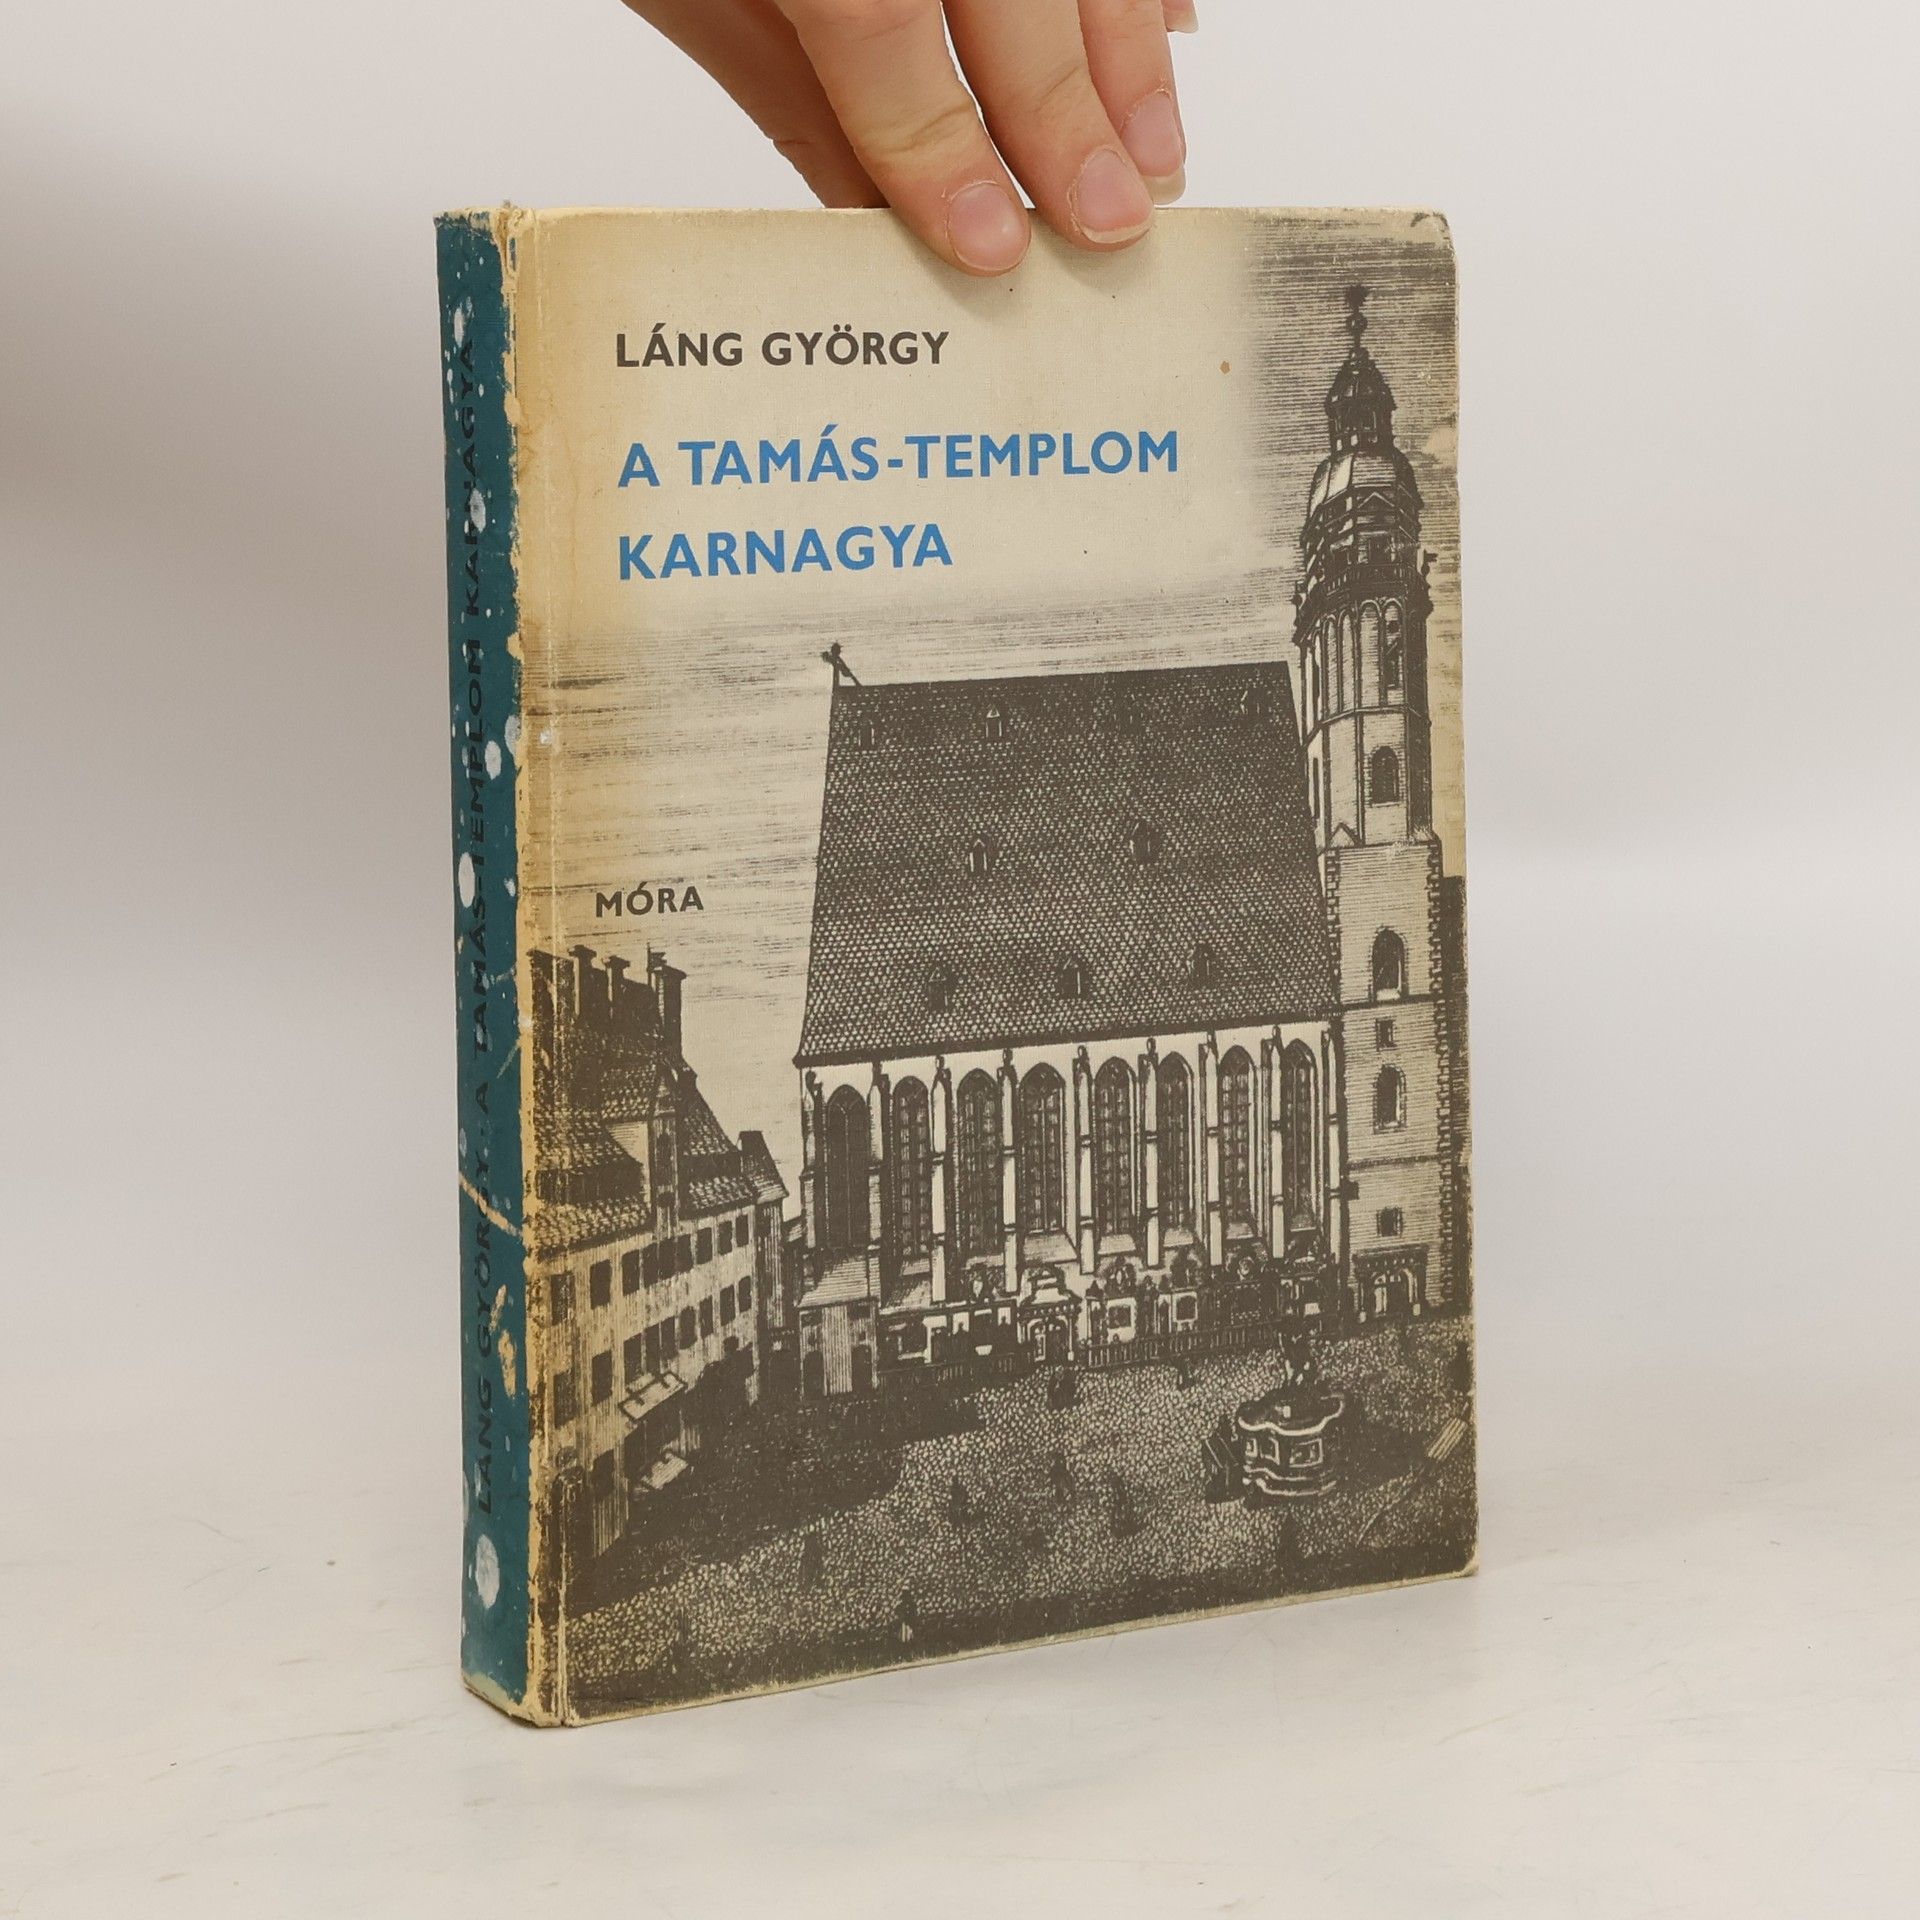 LÁNG GYÖRGY
A TAMÁS-TEMPLOM
KARNAGYA
MÓRA
LÁNG GYÖRGY: A TAMÁS-TEMPLOM KARNAGYA